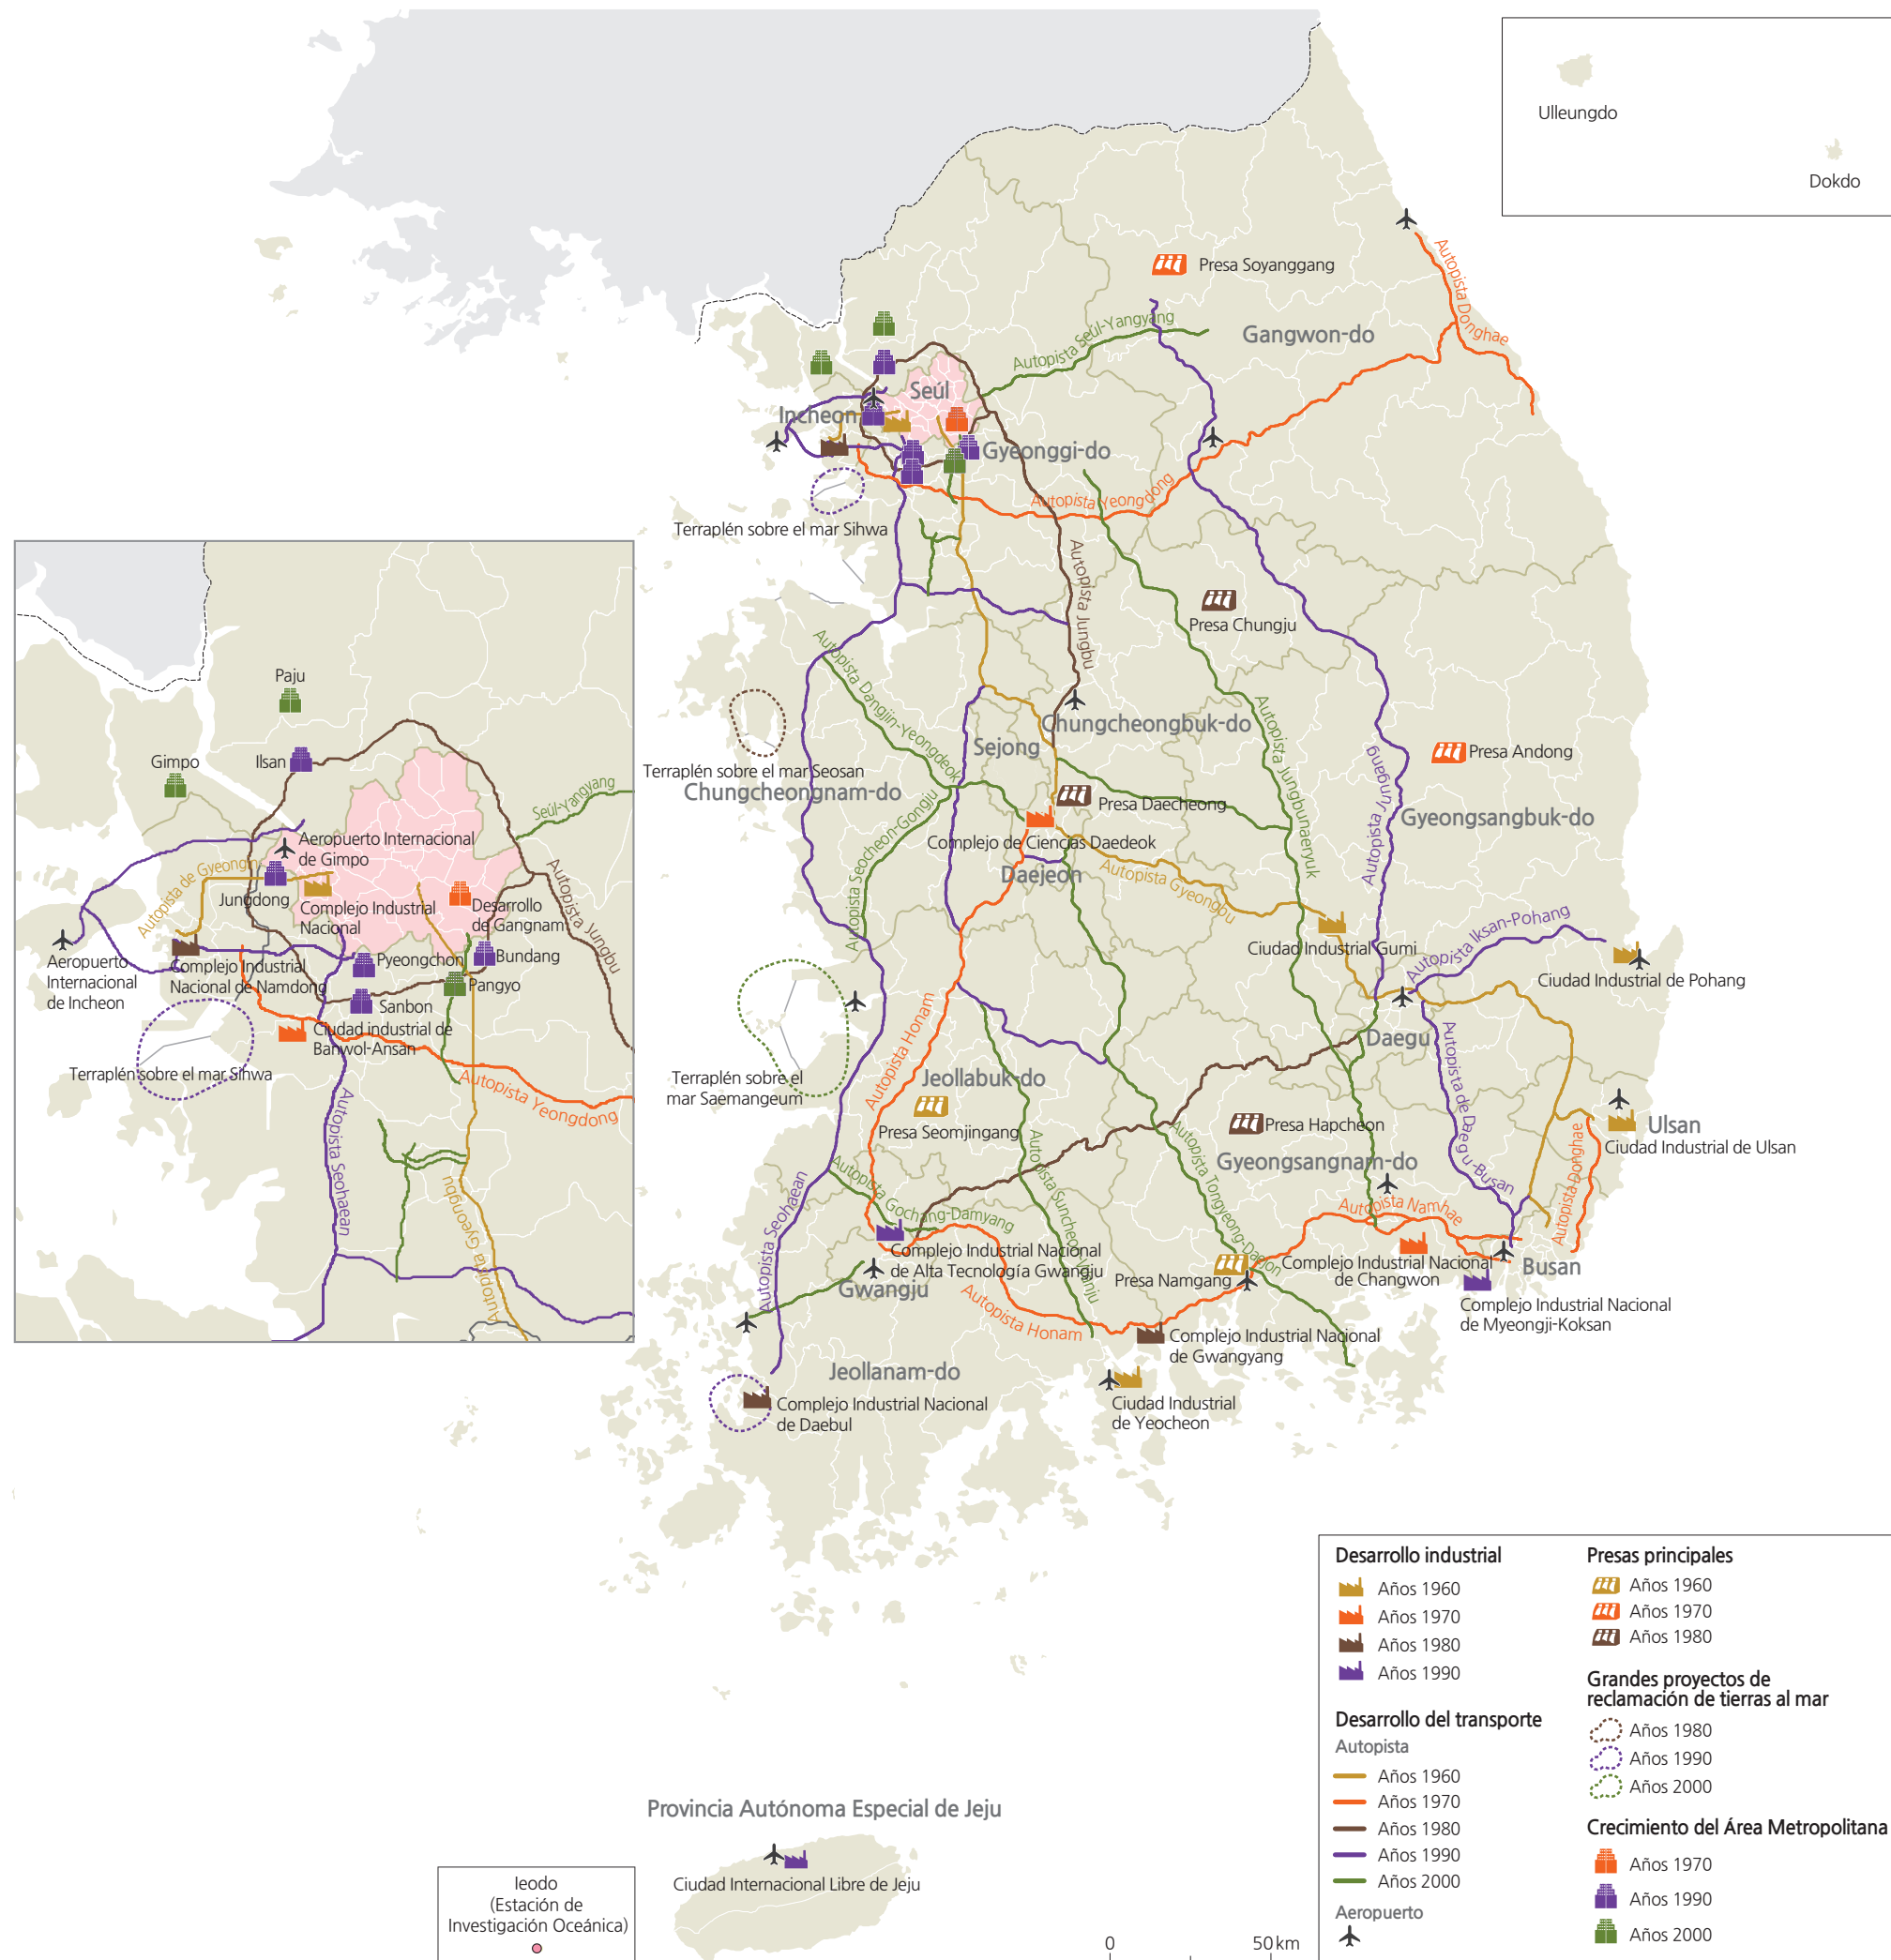 Ulleungdo
Dokdo
Autopista Donghae
Presa Soyanggang
Gangwon-do
Autopista Seúl-Yangyang
Seúl
Incheon
Gyeonggi-do
Autopista Yeongdong
Terraplén sobre el mar Sihwa
Autopista Jungbu
Presa Chungju
Autopista Dangjin-Yeongdeok
Chungcheongbuk-do
Sejong
Autopista Jungbunaeryuk
Autopista Jungang
Presa Andong
Terraplén sobre el mar Seosan
Chungcheongnam-do
Presa Daecheong
Gyeongsangbuk-do
Autopista Seocheon-Gongju
Complejo de Ciencias Daedeok
Daejeon
Autopista Gyeongbu
Ciudad Industrial Gumi
Autopista Iksan-Pohang
Ciudad Industrial de Pohang
Daegu
Autopista Honam
Autopista de Daegu-Busan
Terraplén sobre el
mar Saemangeum
Jeollabuk-do
Presa Seomjingang
Presa Hapcheon
Ulsan
Ciudad Industrial de Ulsan
Gyeongsangnam-do
Autopista Suncheon-Wanju
Autopista Tongyeong-Daejon
Autopista Donghae
Autopista Namhae
Autopista Gochang-Damyang
Autopista Seohaean
Complejo Industrial Nacional
de Alta Tecnología Gwangju
Gwangju
Presa Namgang
Complejo Industrial Nacional
de Changwon
Busan
Complejo Industrial Nacional
de Myeongji-Koksan
Autopista Honam
Complejo Industrial Nacional
de Gwangyang
Jeollanam-do
Complejo Industrial Nacional
de Daebul
Ciudad Industrial
de Yeocheon
Paju
Gimpo
Ilsan
Seúl-Yangyang
Aeropuerto Internacional
de Gimpo
Autopista de Gyeongin
Jungdong
Complejo Industrial
Nacional
Desarrollo
de Gangnam
Autopista Jungbu
Aeropuerto
Internacional
de Incheon
Complejo Industrial
Nacional de Namdong
Pyeongchon
Bundang
Pangyo
Sanbon
Ciudad industrial de
Banwol-Ansan
Terraplén sobre el mar Sihwa
Autopista Yeongdong
Autopista Seohaean
Autopista Gyeongbu
Provincia Autónoma Especial de Jeju
Ciudad Internacional Libre de Jeju
Ieodo
(Estación de
Investigación Oceánica)
0 50 km
Desarrollo industrial
Años 1960
Años 1970
Años 1980
Años 1990
Desarrollo del transporte
Autopista
Años 1960
Años 1970
Años 1980
Años 1990
Años 2000
Aeropuerto
Presas principales
Años 1960
Años 1970
Años 1980
Grandes proyectos de
reclamación de tierras al mar
Años 1980
Años 1990
Años 2000
Crecimiento del Área Metropolitana
Años 1970
Años 1990
Años 2000